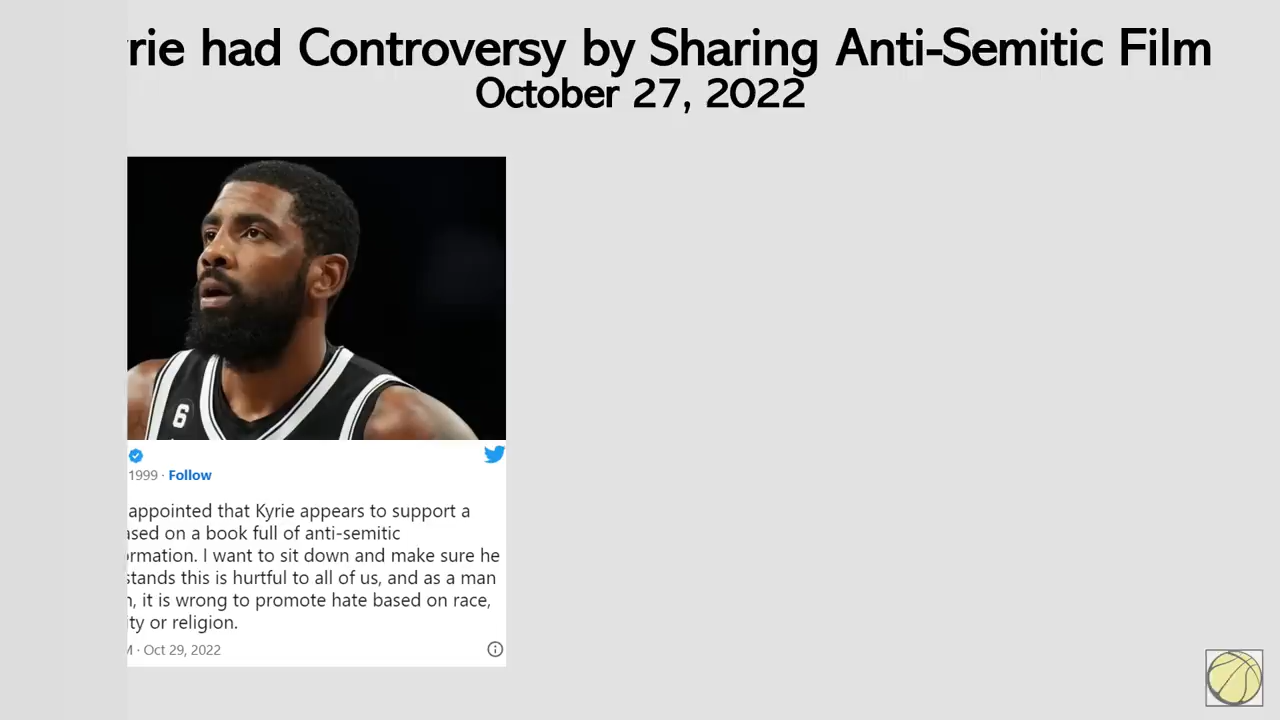 rie had Controversy by Sharing Anti-Semitic Film
October 27, 2022
6
1999 · Follow
appointed that Kyrie appears to support a
ased on a book full of anti-semitic
ormation. I want to sit down and make sure he
stands this is hurtful to all of us, and as a man
, it is wrong to promote hate based on race,
ity or religion.
M · Oct 29, 2022